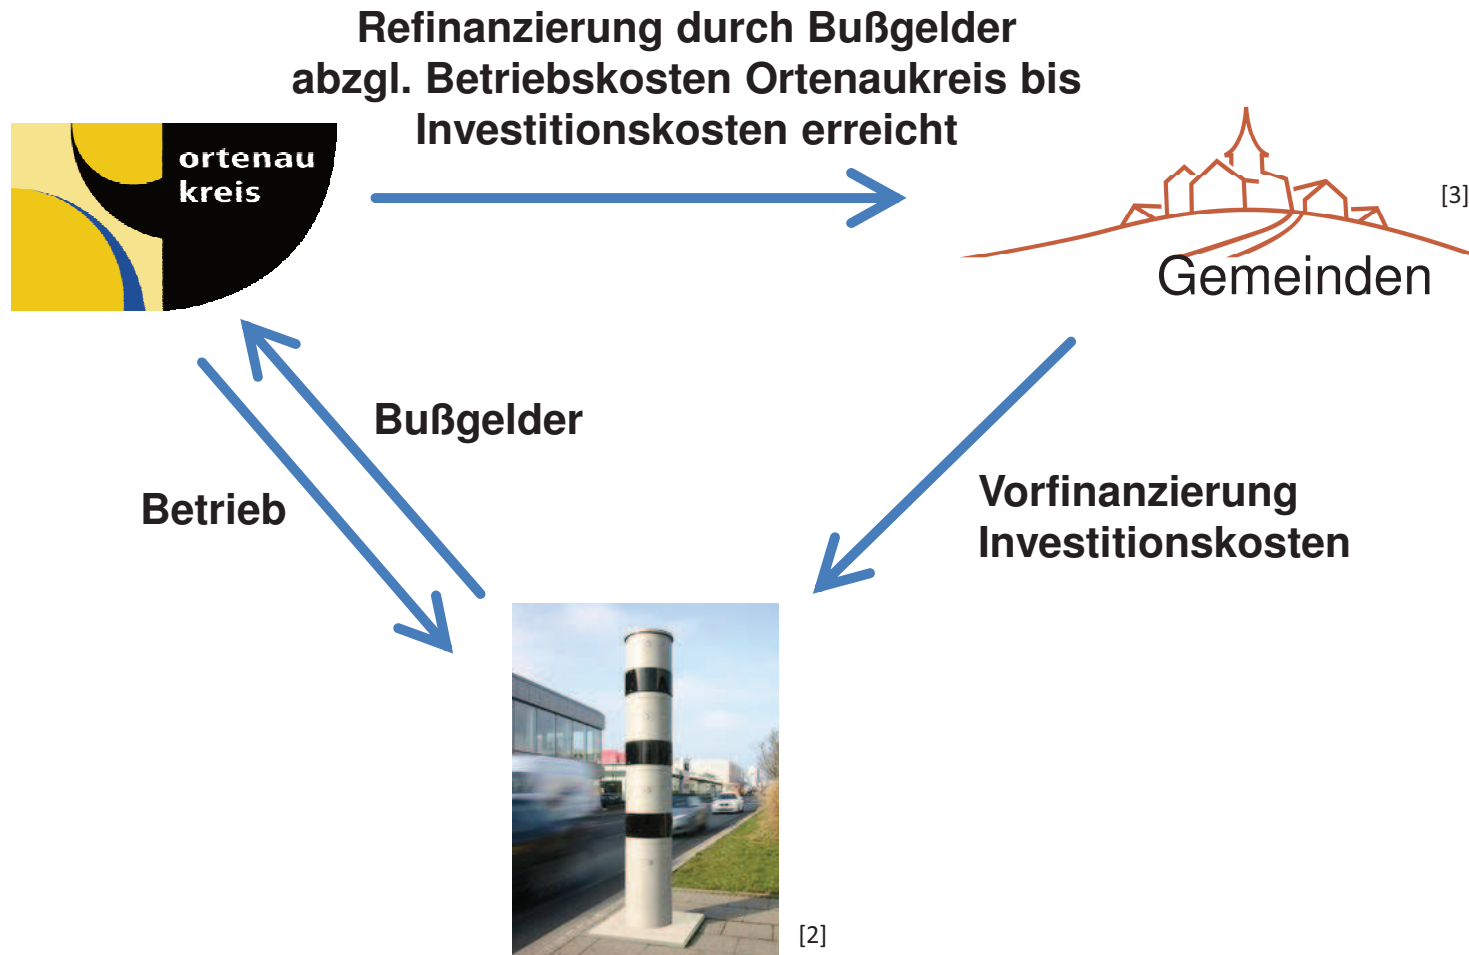 Refinanzierung durch Bußgelder
abzgl. Betriebskosten Ortenaukreis bis
Investitionskosten erreicht
ortenau
kreis
[3]
Gemeinden
Bußgelder
Betrieb
Vorfinanzierung
Investitionskosten
[2]